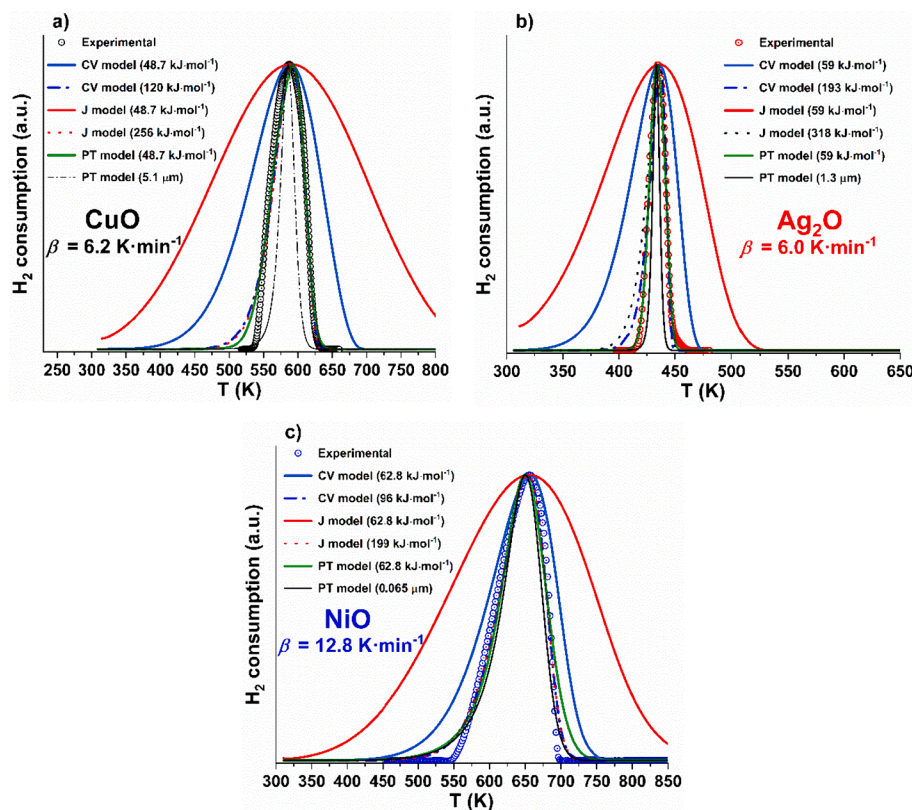 a)
Experimental
CV model (48.7 kJ·mol⁻¹)
CV model (120 kJ·mol⁻¹)
J model (48.7 kJ·mol⁻¹)
J model (256 kJ·mol⁻¹)
PT model (48.7 kJ·mol⁻¹)
PT model (5.1 μm)
CuO
β = 6.2 K·min⁻¹
H₂ consumption (a.u.)
250 300 350 400 450 500 550 600 650 700 750 800
T (K)
b)
Experimental
CV model (59 kJ·mol⁻¹)
CV model (193 kJ·mol⁻¹)
J model (59 kJ·mol⁻¹)
J model (318 kJ·mol⁻¹)
PT model (59 kJ·mol⁻¹)
PT model (1.3 μm)
Ag₂O
β = 6.0 K·min⁻¹
H₂ consumption (a.u.)
300 350 400 450 500 550 600 650
T (K)
c)
Experimental
CV model (62.8 kJ·mol⁻¹)
CV model (96 kJ·mol⁻¹)
J model (62.8 kJ·mol⁻¹)
J model (199 kJ·mol⁻¹)
PT model (62.8 kJ·mol⁻¹)
PT model (0.065 μm)
NiO
β = 12.8 K·min⁻¹
H₂ consumption (a.u.)
300 350 400 450 500 550 600 650 700 750 800 850
T (K)